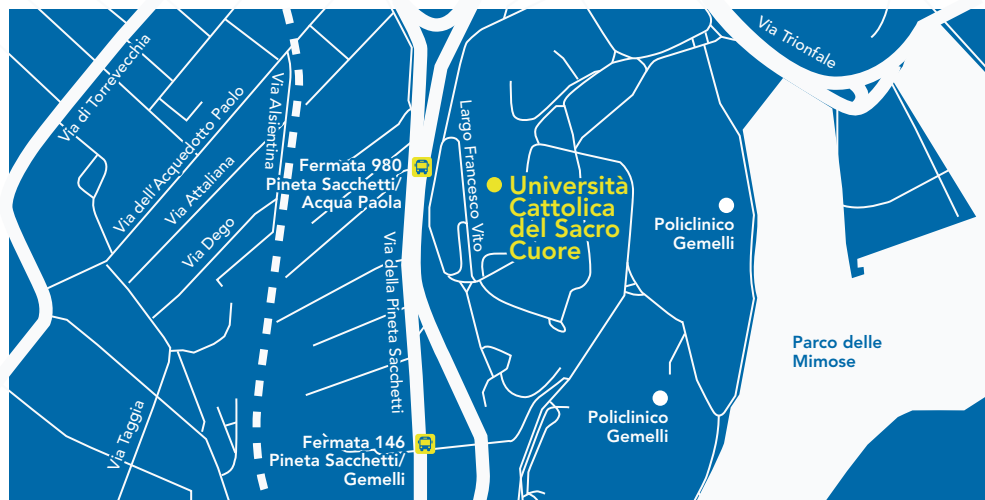 Via di Torrevecchia
Via dell'Acquedotto Paolo
Via Attaliana
Via Dego
Via Alsientina
Via Taggia
Fermata 980
Pineta Sacchetti/
Acqua Paola
Via della Pineta Sacchetti
Fermata 146
Pineta Sacchetti/
Gemelli
Largo Francesco Vito
Università
Cattolica
del Sacro
Cuore
Via Trionfale
Policlinico
Gemelli
Policlinico
Gemelli
Parco delle
Mimose